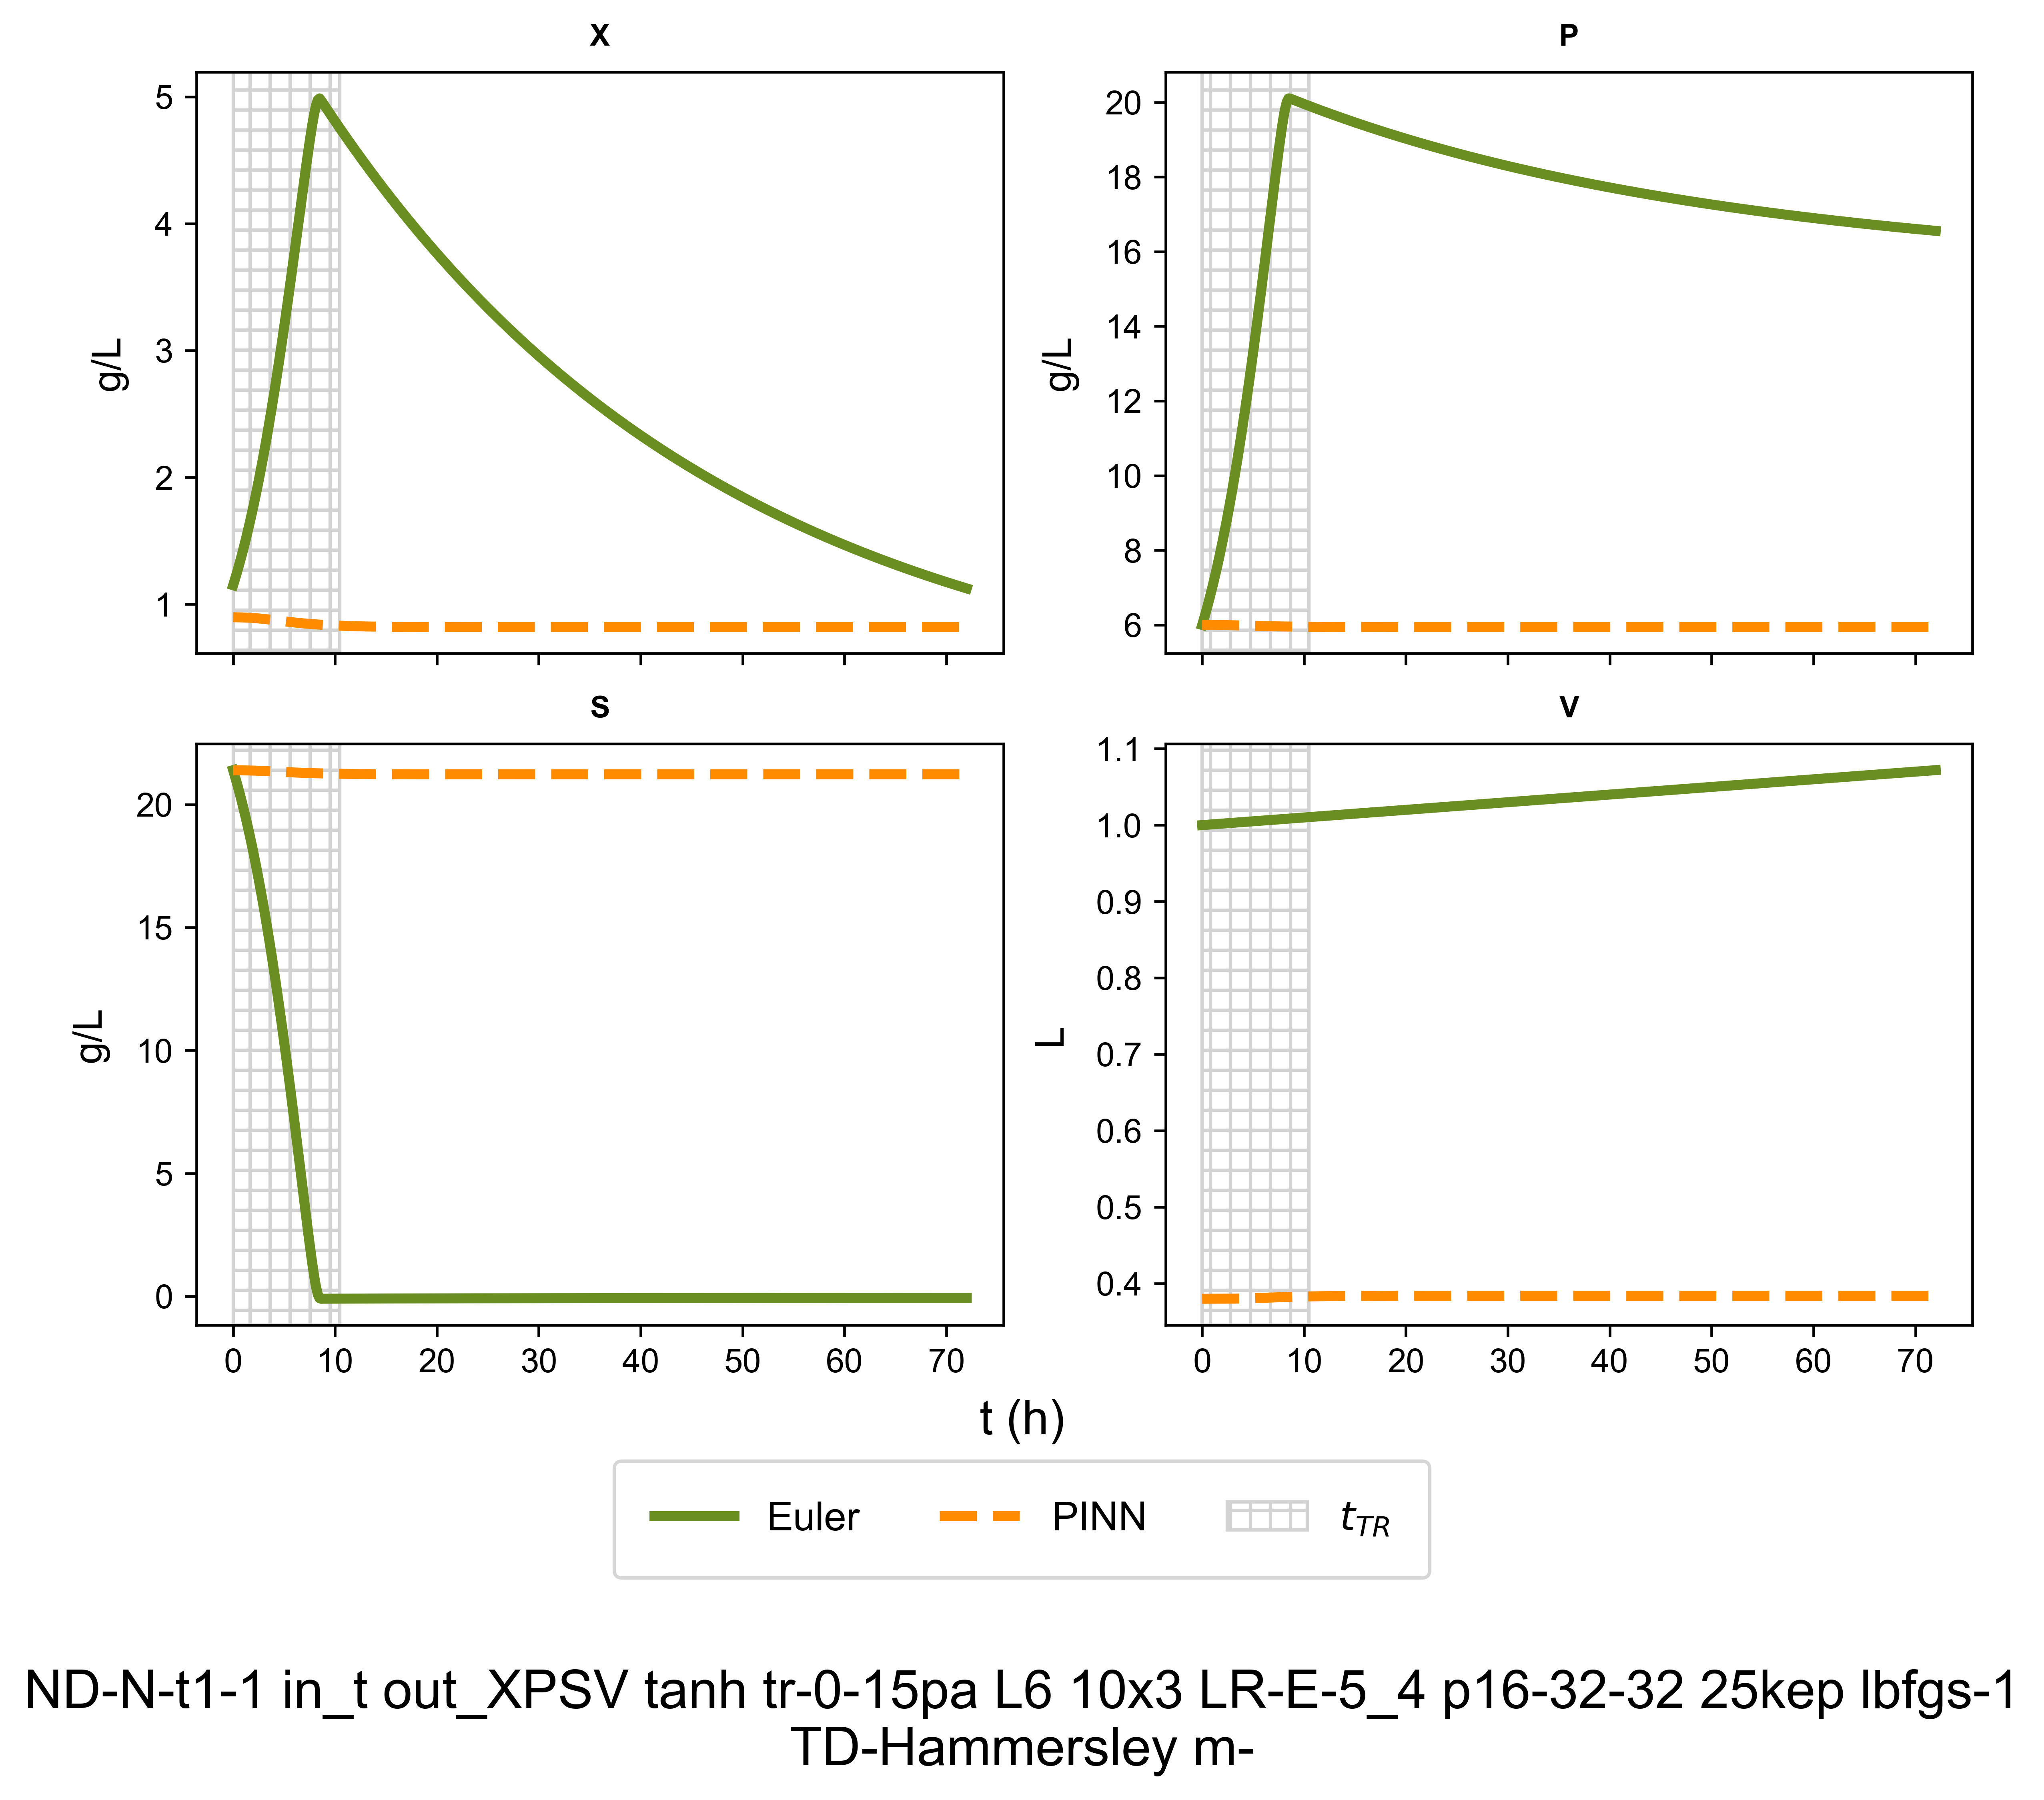 X
P
5
4
3
2
1
g/L
20
18
16
14
12
10
8
6
g/L
S
V
20
15
10
5
0
g/L
1.1
1.0
0.9
0.8
0.7
0.6
0.5
0.4
L
0 10 20 30 40 50 60 70
0 10 20 30 40 50 60 70
t (h)
Euler PINN t_TR
ND-N-t1-1 in_t out_XPSV tanh tr-0-15pa L6 10x3 LR-E-5_4 p16-32-32 25kep lbfgs-1
TD-Hammersley m-